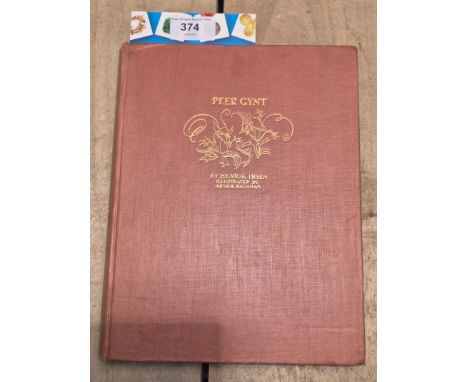 374
PEER GYNT
BY HENRIK IBSEN
ILLUSTRATED BY
ARTHUR RACKHAM